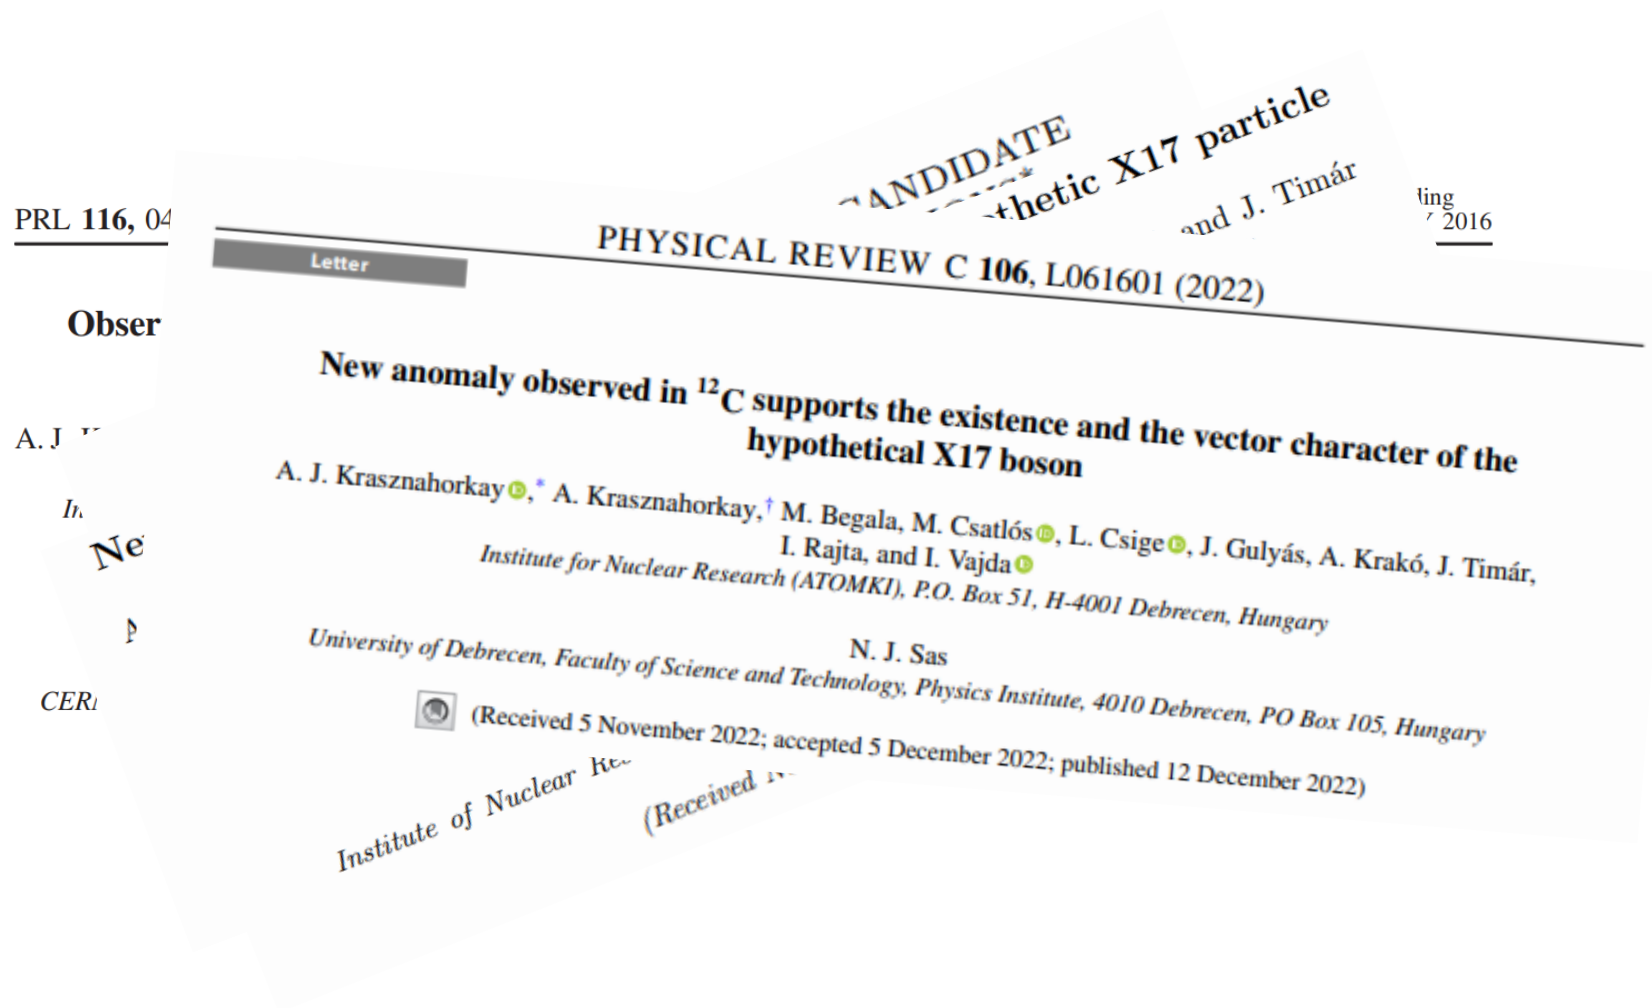 CANDIDATE
thetic X17 particle
and J. Timár
PRL 116, 04
2016
PHYSICAL REVIEW C 106, L061601 (2022)
Letter
Obser
New anomaly observed in ¹²C supports the existence and the vector character of the
hypothetical X17 boson
A. J.
A. J. Krasznahorkay,* A. Krasznahorkay,† M. Begala, M. Csatlós, L. Csige, J. Gulyás, A. Krakó, J. Timár,
I. Rajta, and I. Vajda
Institute for Nuclear Research (ATOMKI), P.O. Box 51, H-4001 Debrecen, Hungary
N. J. Sas
University of Debrecen, Faculty of Science and Technology, Physics Institute, 4010 Debrecen, PO Box 105, Hungary
(Received 5 November 2022; accepted 5 December 2022; published 12 December 2022)
In
Ne
CERN
Institute of Nuclear
(Received